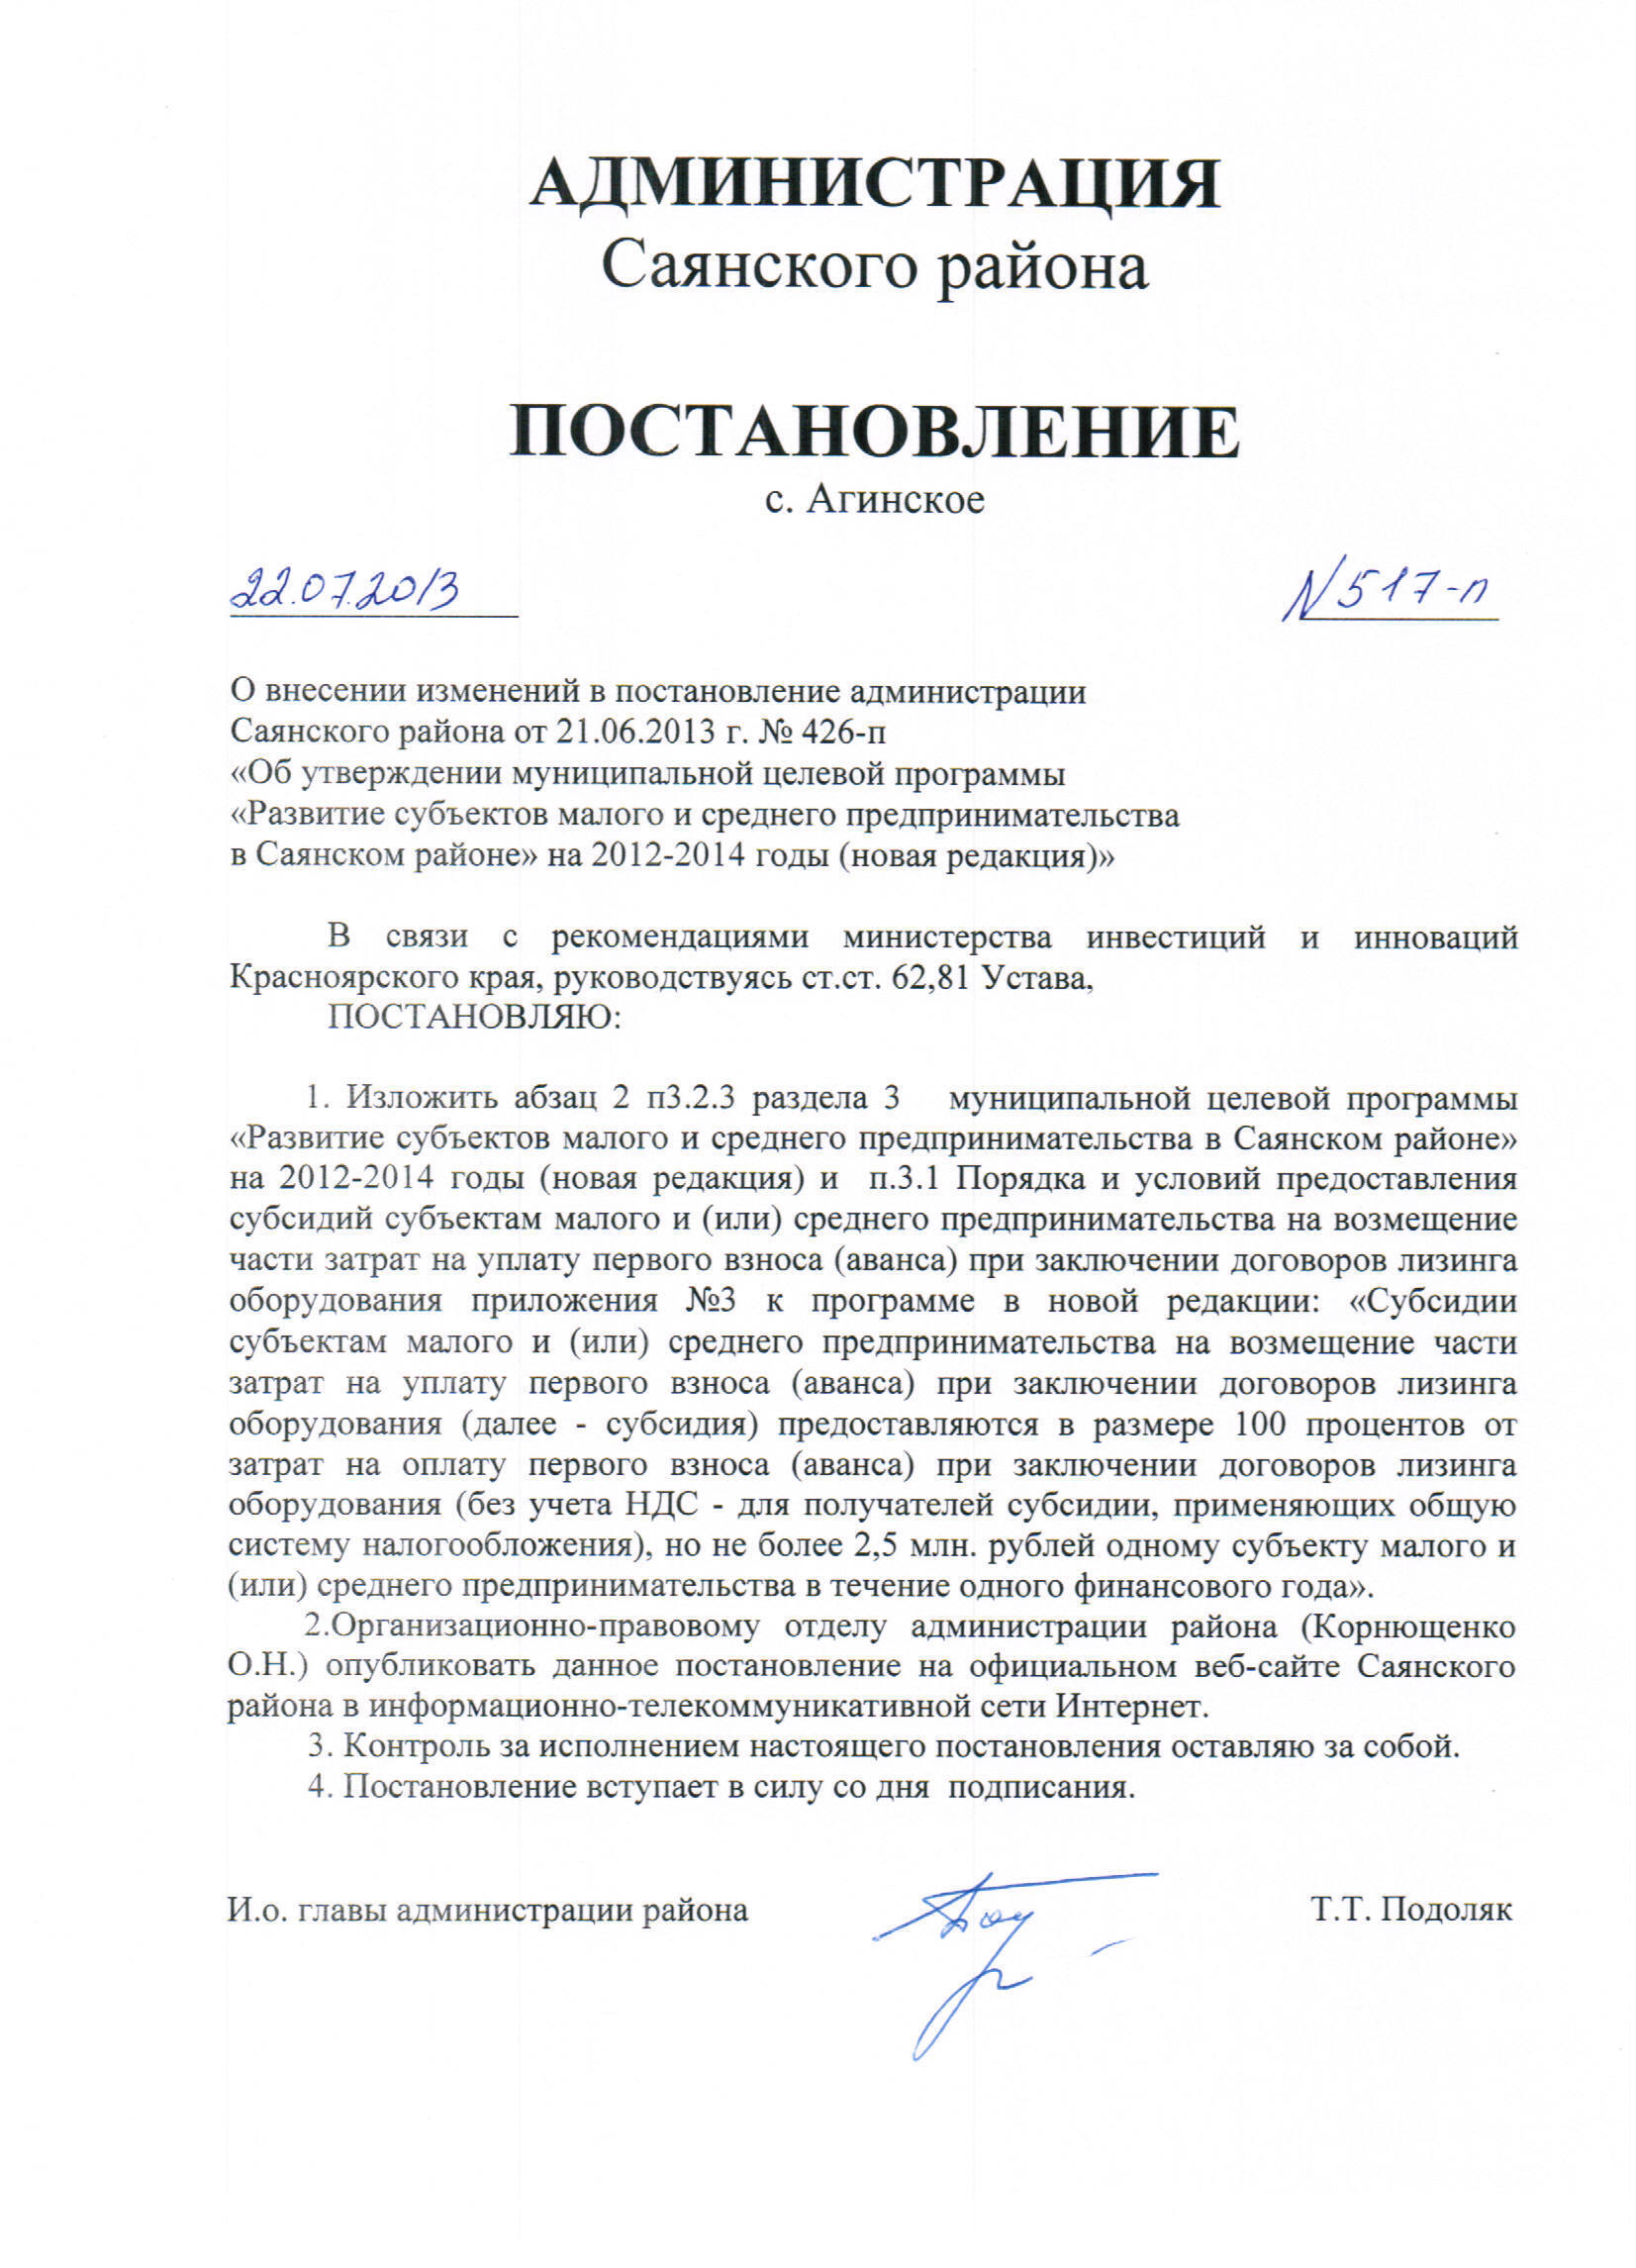 АДМИНИСТРАЦИЯ
Саянского района
ПОСТАНОВЛЕНИЕ
с. Агинское
22.07.2013 N 517-п
О внесении изменений в постановление администрации
Саянского района от 21.06.2013 г. № 426-п
«Об утверждении муниципальной целевой программы
«Развитие субъектов малого и среднего предпринимательства
в Саянском районе» на 2012-2014 годы (новая редакция)»
В связи с рекомендациями министерства инвестиций и инноваций
Красноярского края, руководствуясь ст.ст. 62,81 Устава,
ПОСТАНОВЛЯЮ:
1. Изложить абзац 2 п3.2.3 раздела 3 муниципальной целевой программы
«Развитие субъектов малого и среднего предпринимательства в Саянском районе»
на 2012-2014 годы (новая редакция) и п.3.1 Порядка и условий предоставления
субсидий субъектам малого и (или) среднего предпринимательства на возмещение
части затрат на уплату первого взноса (аванса) при заключении договоров лизинга
оборудования приложения №3 к программе в новой редакции: «Субсидии
субъектам малого и (или) среднего предпринимательства на возмещение части
затрат на уплату первого взноса (аванса) при заключении договоров лизинга
оборудования (далее - субсидия) предоставляются в размере 100 процентов от
затрат на оплату первого взноса (аванса) при заключении договоров лизинга
оборудования (без учета НДС - для получателей субсидии, применяющих общую
систему налогообложения), но не более 2,5 млн. рублей одному субъекту малого и
(или) среднего предпринимательства в течение одного финансового года».
2.Организационно-правовому отделу администрации района (Корнющенко
О.Н.) опубликовать данное постановление на официальном веб-сайте Саянского
района в информационно-телекоммуникативной сети Интернет.
3. Контроль за исполнением настоящего постановления оставляю за собой.
4. Постановление вступает в силу со дня подписания.
И.о. главы администрации района Т.Т. Подоляк